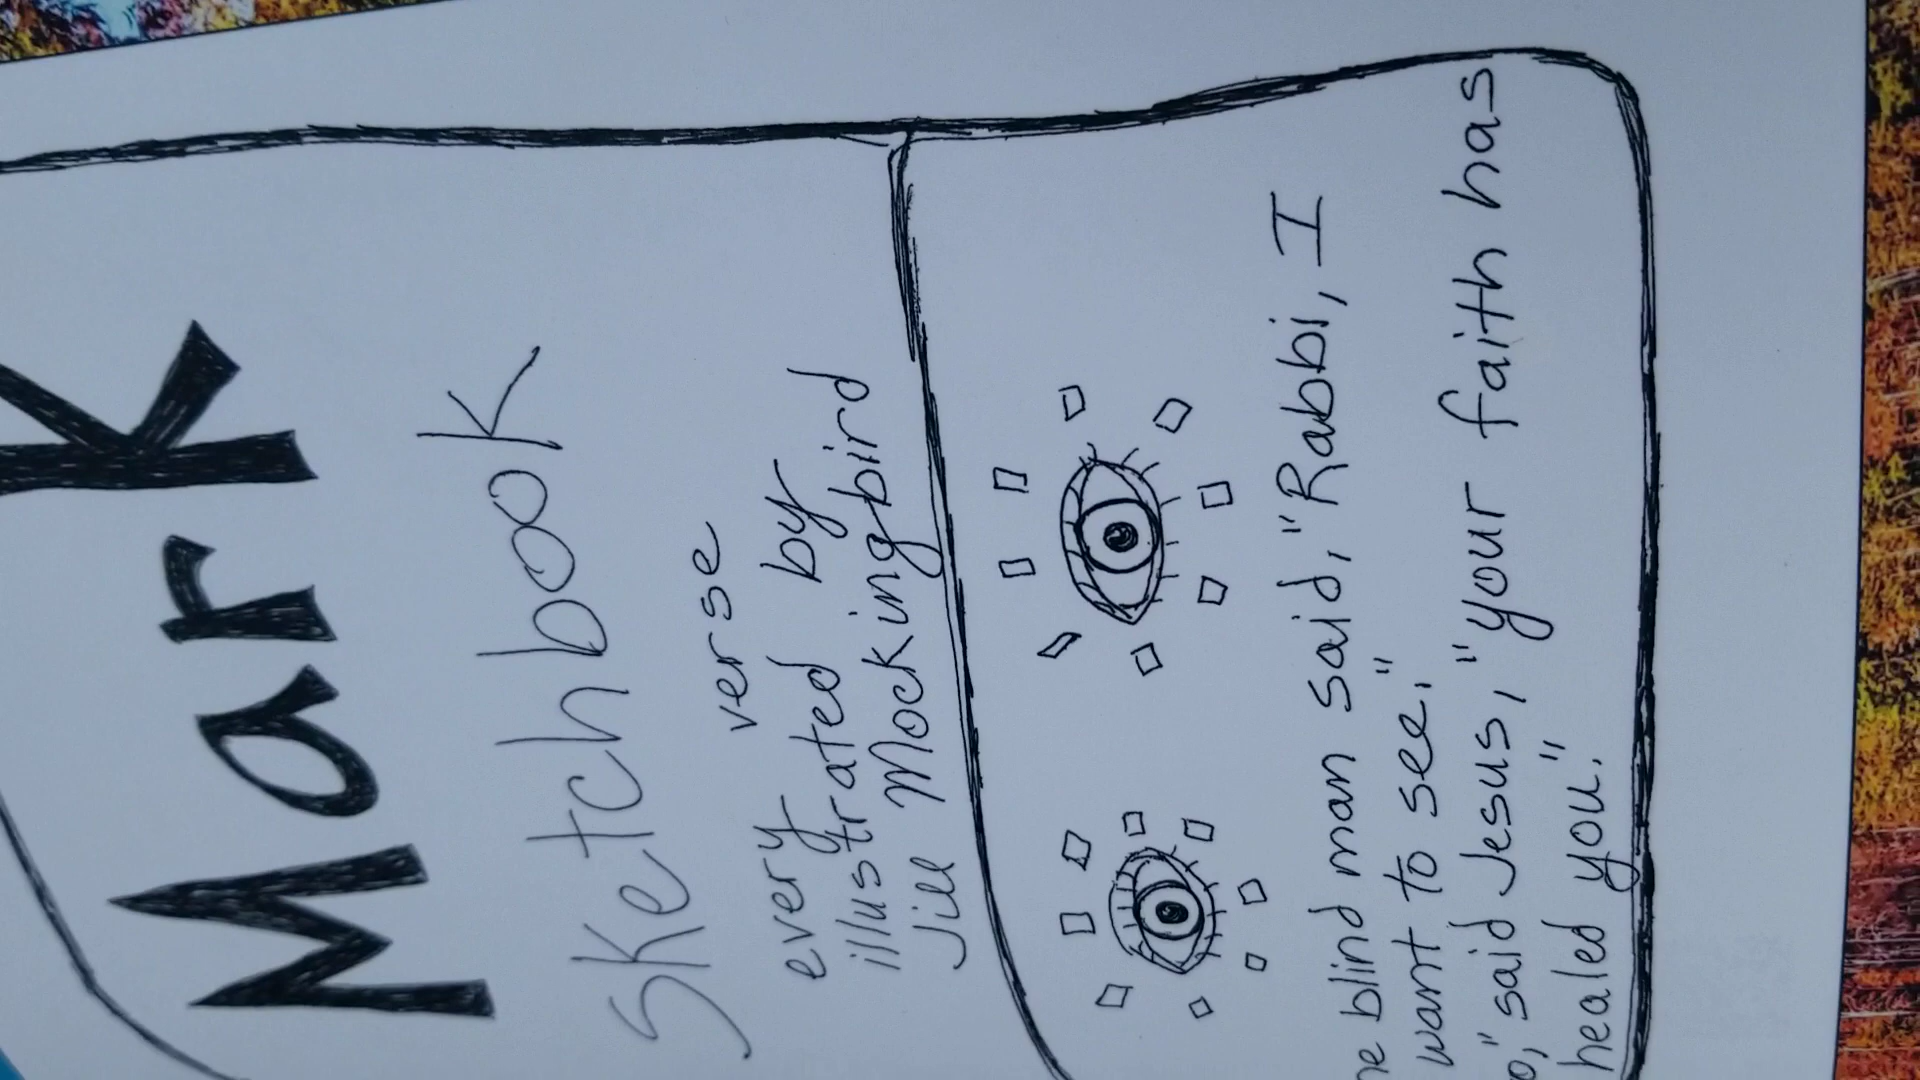 Mark
Sketchbook
every verse
illustrated by
Jill Mockingbird
blind man said, "Rabbi, I
want to see."
" said Jesus, "your faith has
healed you."